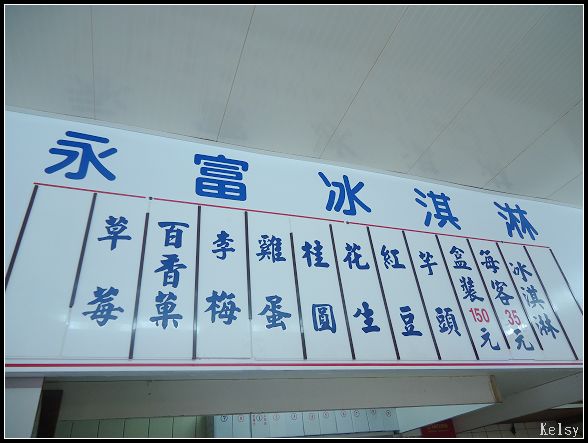 永富冰淇淋
冰淇淋
每客35元
盒裝150元
芋頭
紅豆
花生
桂圓
雞蛋
李梅
百香菓
草莓
Kelsy